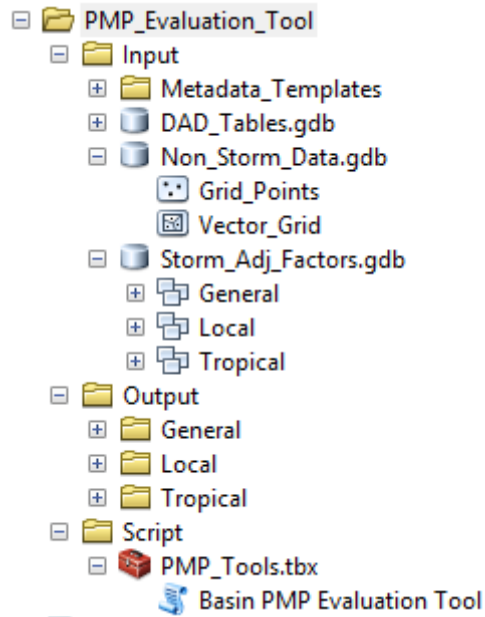 PMP_Evaluation_Tool
Input
Metadata_Templates
DAD_Tables.gdb
Non_Storm_Data.gdb
Grid_Points
Vector_Grid
Storm_Adj_Factors.gdb
General
Local
Tropical
Output
General
Local
Tropical
Script
PMP_Tools.tbx
Basin PMP Evaluation Tool